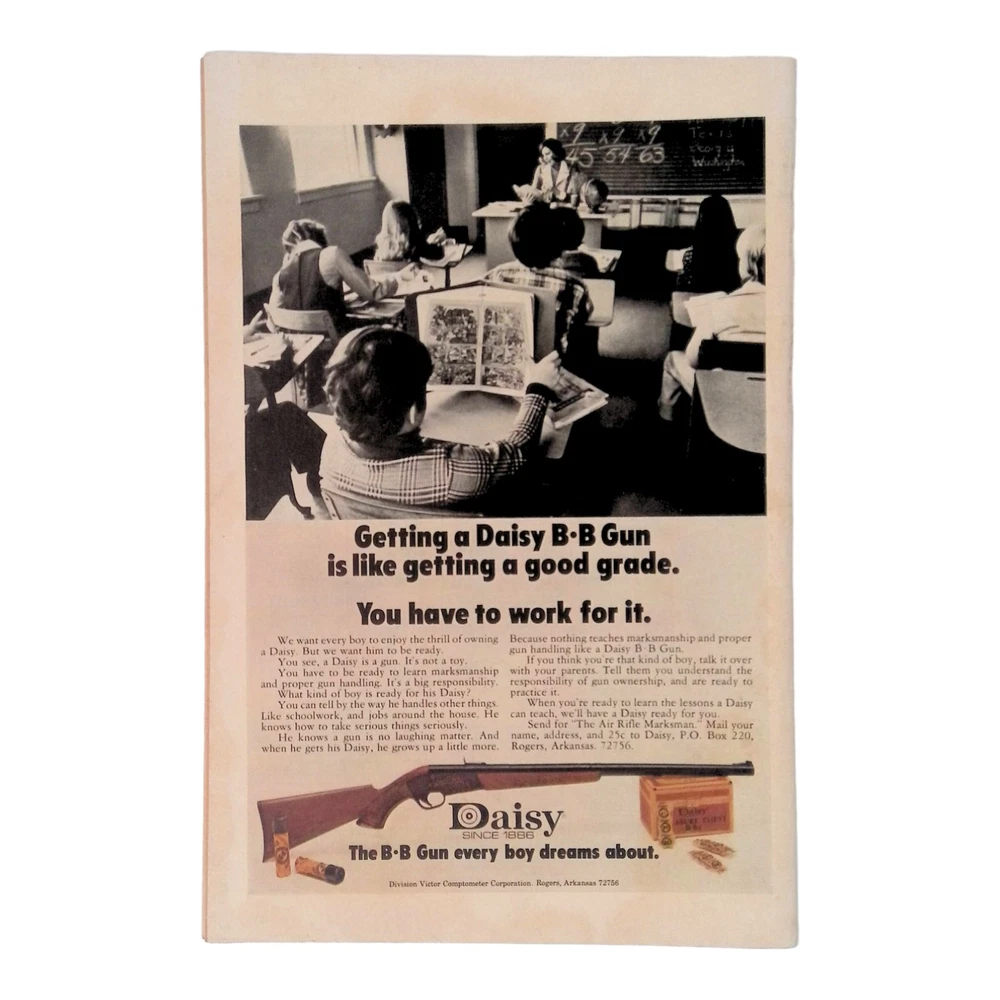 x9 x9 x9
45 54 63
Washington
Getting a Daisy B·B Gun
is like getting a good grade.
You have to work for it.
We want every boy to enjoy the thrill of owning
a Daisy. But we want him to be ready.
You see, a Daisy is a gun. It's not a toy.
You have to be ready to learn marksmanship
and proper gun handling. It's a big responsibility.
What kind of boy is ready for his Daisy?
You can tell by the way he handles other things.
Like schoolwork, and jobs around the house. He
knows how to take serious things seriously.
He knows a gun is no laughing matter. And
when he gets his Daisy, he grows up a little more.
Because nothing teaches marksmanship and proper
gun handling like a Daisy B·B Gun.
If you think you're that kind of boy, talk it over
with your parents. Tell them you understand the
responsibility of gun ownership, and are ready to
practice it.
When you're ready to learn the lessons a Daisy
can teach, we'll have a Daisy ready for you.
Send for "The Air Rifle Marksman." Mail your
name, address, and 25c to Daisy, P.O. Box 220,
Rogers, Arkansas. 72756.
Daisy
Daisy
SINCE 1886
The B·B Gun every boy dreams about.
Division Victor Comptometer Corporation. Rogers, Arkansas 72756